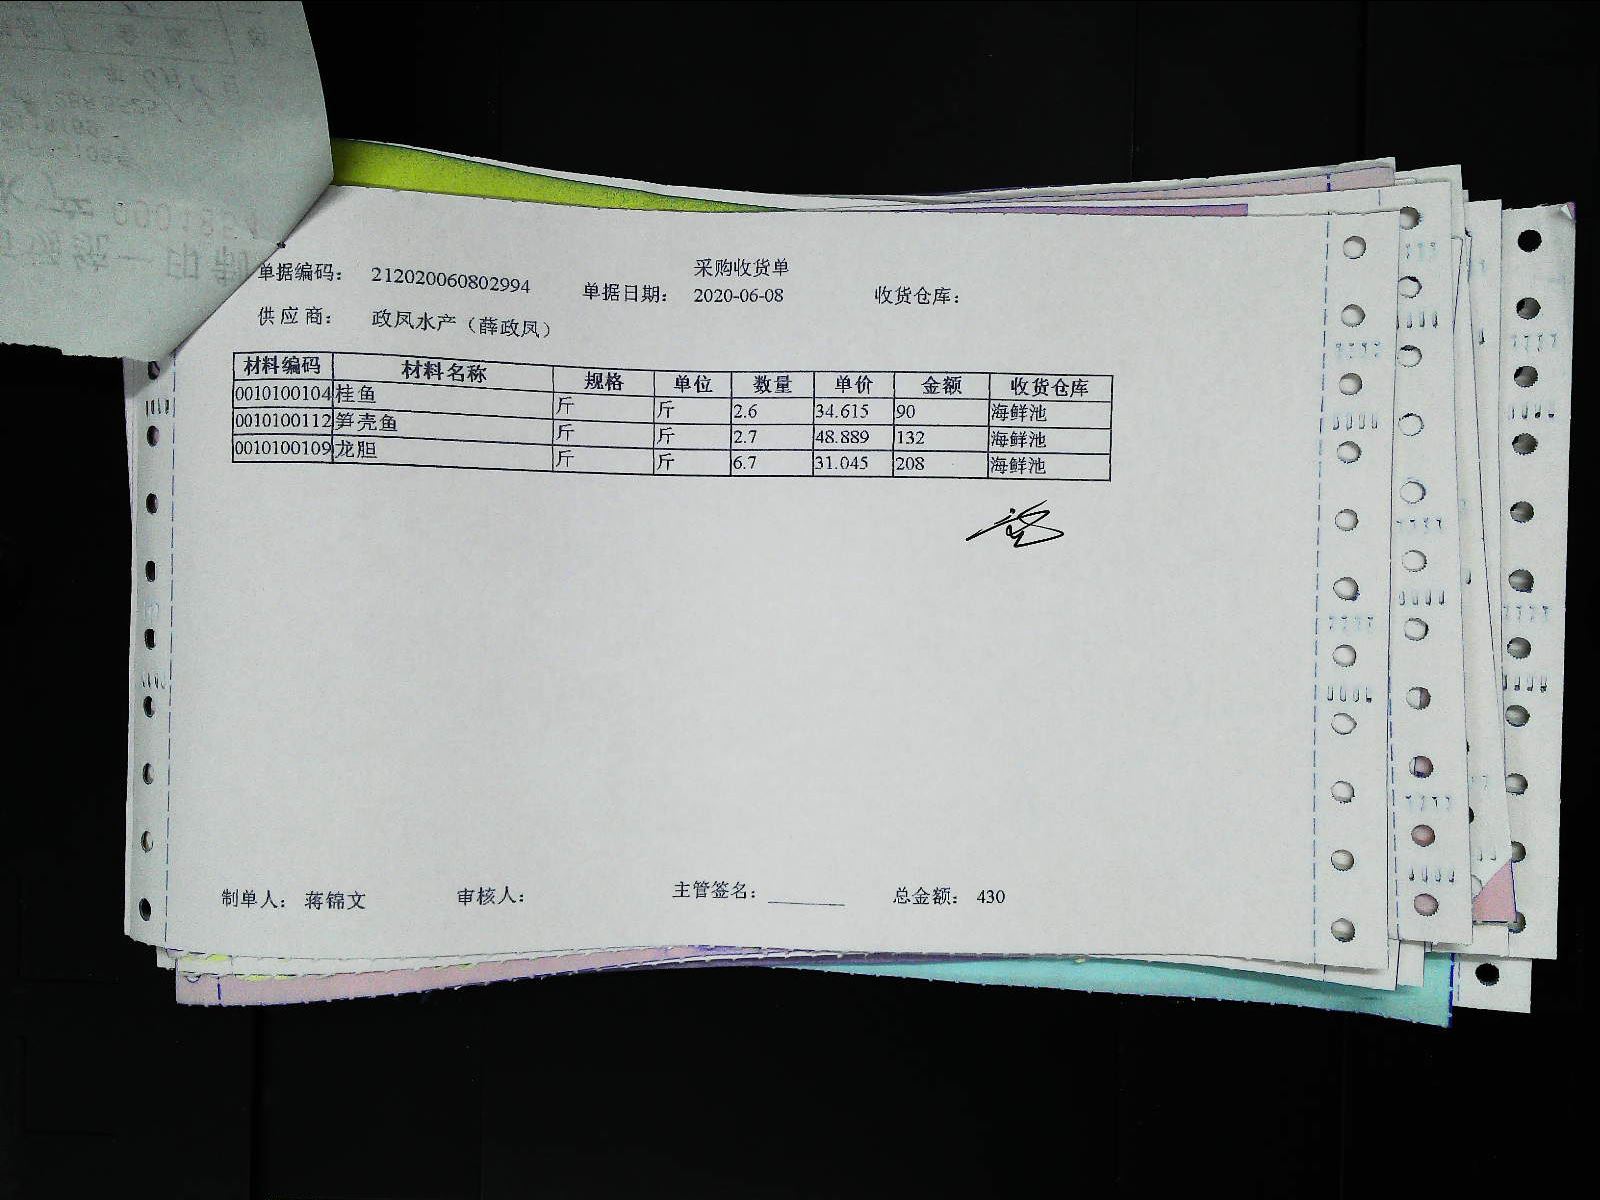 采购收货单
单据编码: 212020060802994 单据日期: 2020-06-08 收货仓库:
供应商: 政凤水产（薛政凤）
材料编码 材料名称 规格 单位 数量 单价 金额 收货仓库
0010100104 桂鱼 斤 斤 2.6 34.615 90 海鲜池
0010100112 笋壳鱼 斤 斤 2.7 48.889 132 海鲜池
0010100109 龙胆 斤 斤 6.7 31.045 208 海鲜池
制单人: 蒋锦文 审核人: 主管签名: ________ 总金额: 430